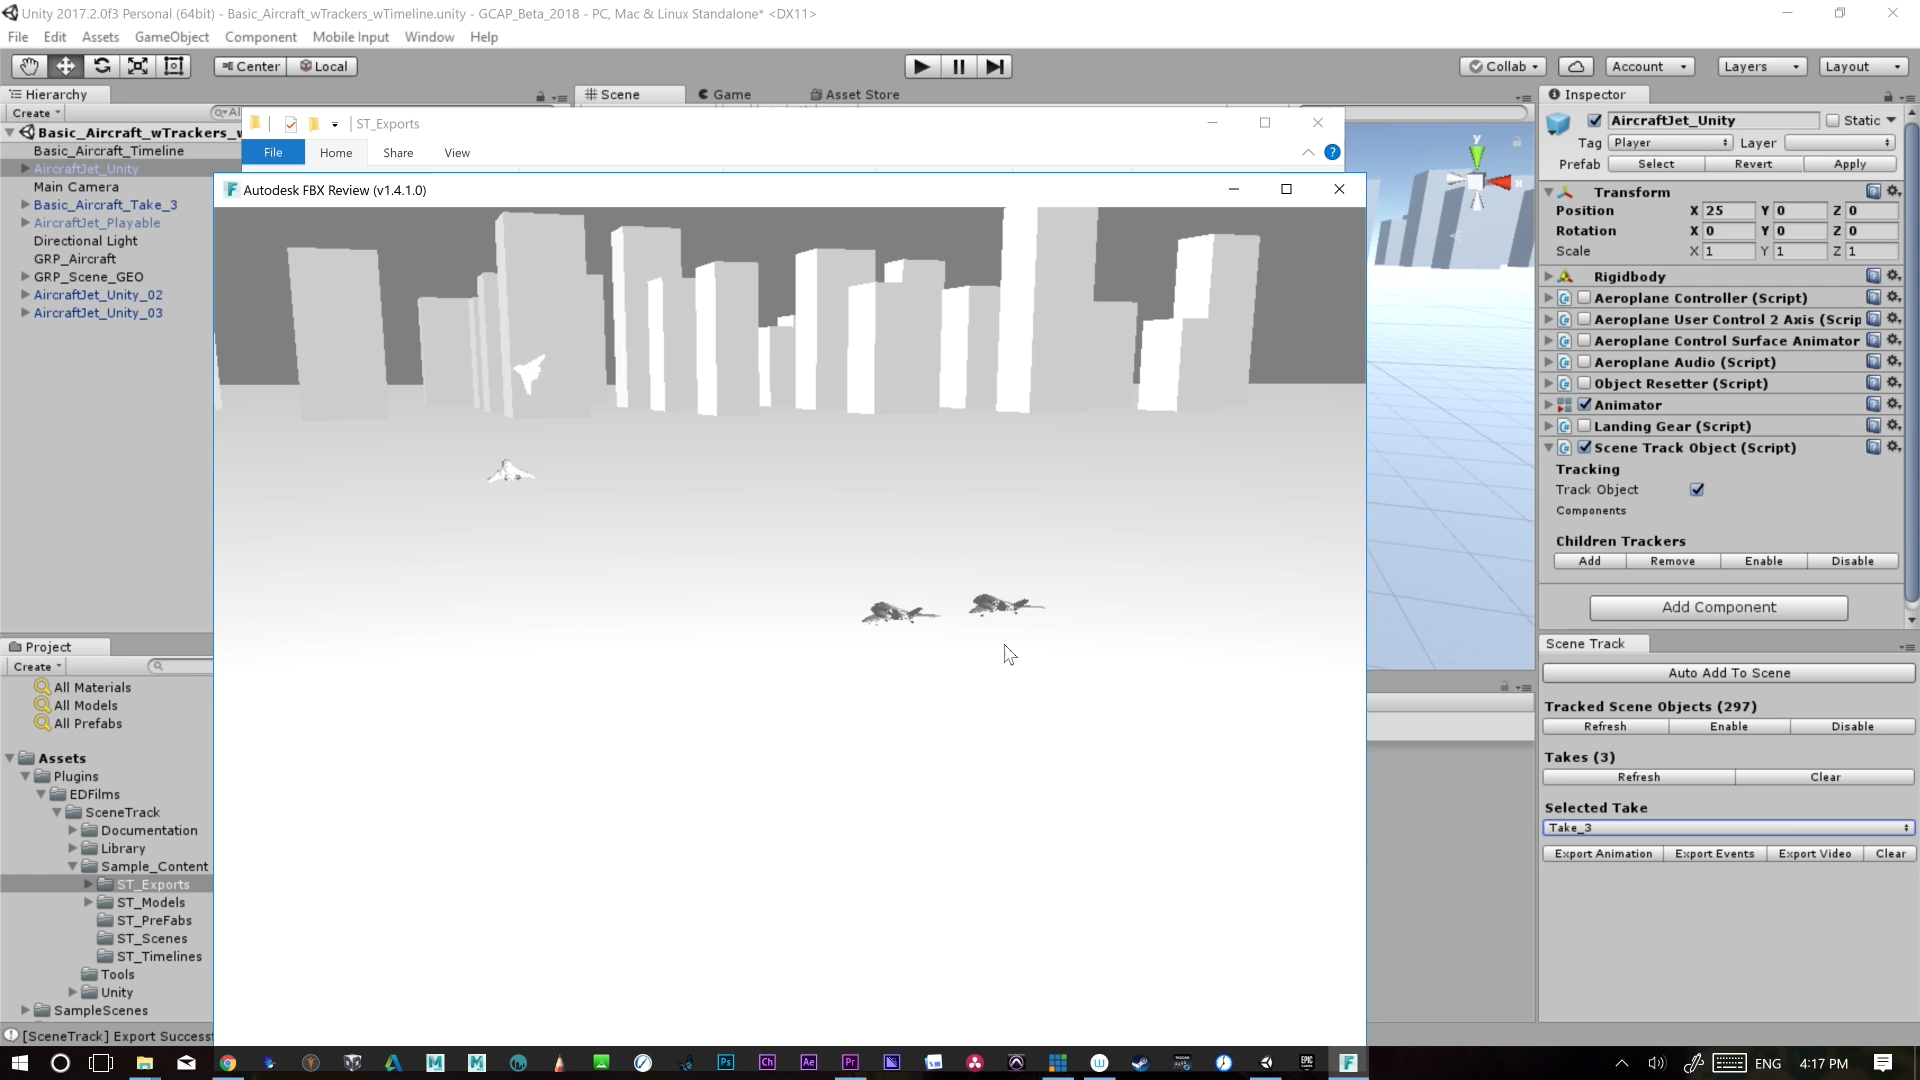 Unity 2017.2.0f3 Personal (64bit) - Basic_Aircraft_wTrackers_wTimeline.unity - GCAP_Beta_2018 - PC, Mac & Linux Standalone* <DX11>
File Edit Assets GameObject Component Mobile Input Window Help
Center Local
Collab Account Layers Layout
Hierarchy
Create
Basic_Aircraft_wTrackers_w
Basic_Aircraft_Timeline
AircraftJet_Unity
Main Camera
Basic_Aircraft_Take_3
AircraftJet_Playable
Directional Light
GRP_Aircraft
GRP_Scene_GEO
AircraftJet_Unity_02
AircraftJet_Unity_03
Scene Game Asset Store
ST_Exports
File Home Share View
Autodesk FBX Review (v1.4.1.0)
y
x
Inspector
AircraftJet_Unity Static
Tag Player Layer
Prefab Select Revert Apply
Transform
Position X 25 Y 0 Z 0
Rotation X 0 Y 0 Z 0
Scale X 1 Y 1 Z 1
Rigidbody
Aeroplane Controller (Script)
Aeroplane User Control 2 Axis (Scrip
Aeroplane Control Surface Animator
Aeroplane Audio (Script)
Object Resetter (Script)
Animator
Landing Gear (Script)
Scene Track Object (Script)
Tracking
Track Object
Components
Children Trackers
Add Remove Enable Disable
Add Component
Scene Track
Auto Add To Scene
Tracked Scene Objects (297)
Refresh Enable Disable
Takes (3)
Refresh Clear
Selected Take
Take_3
Export Animation Export Events Export Video Clear
Project
Create
All Materials
All Models
All Prefabs
Assets
Plugins
EDFilms
SceneTrack
Documentation
Library
Sample_Content
ST_Exports
ST_Models
ST_PreFabs
ST_Scenes
ST_Timelines
Tools
Unity
SampleScenes
[SceneTrack] Export Success
Ps Ch Ae Pr
ENG 4:17 PM